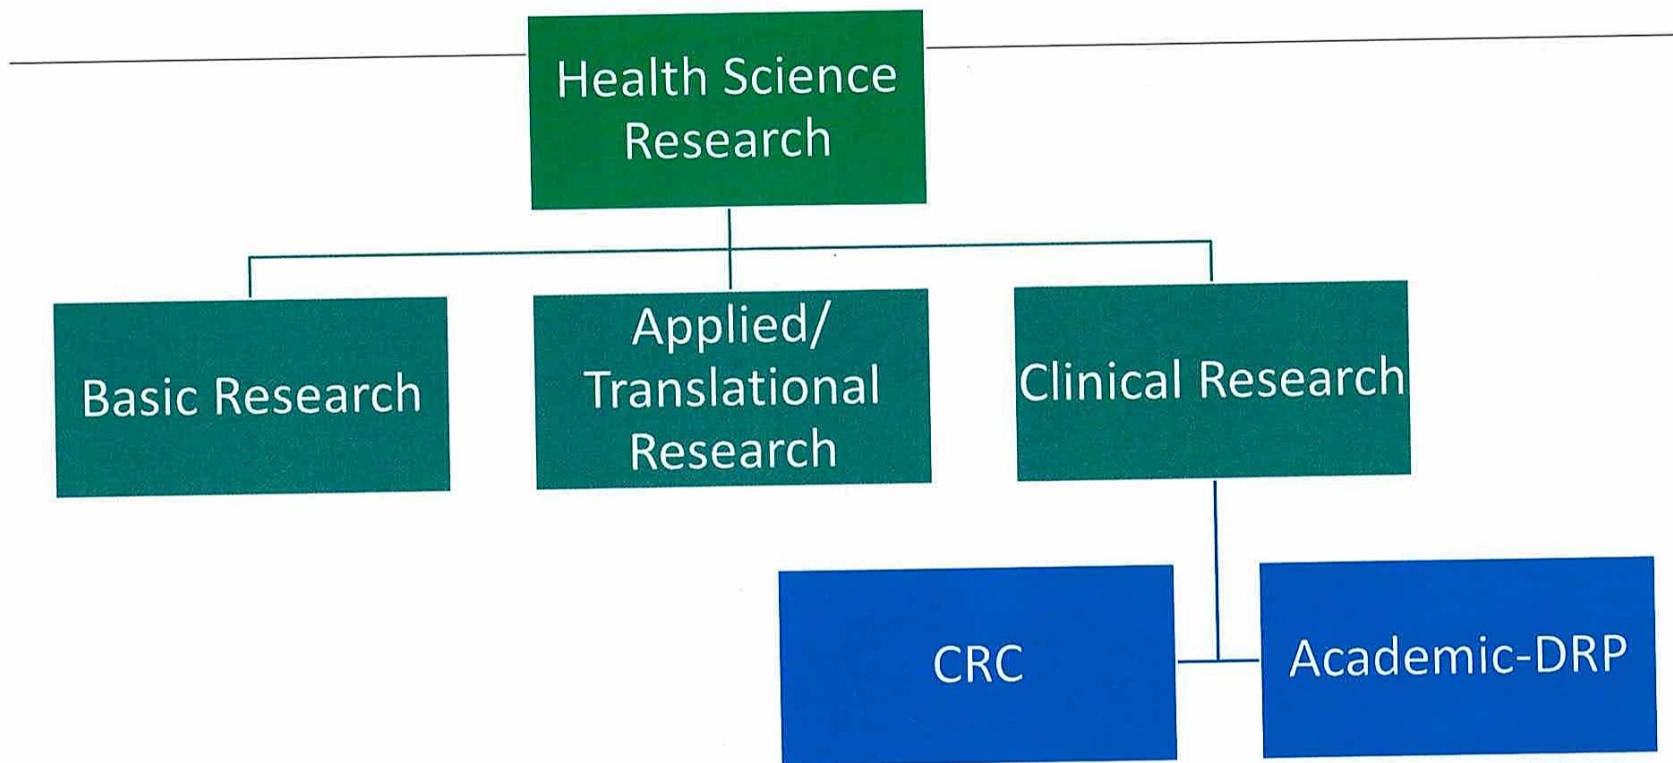 Health Science
Research
Basic Research
Applied/
Translational
Research
Clinical Research
CRC
Academic-DRP